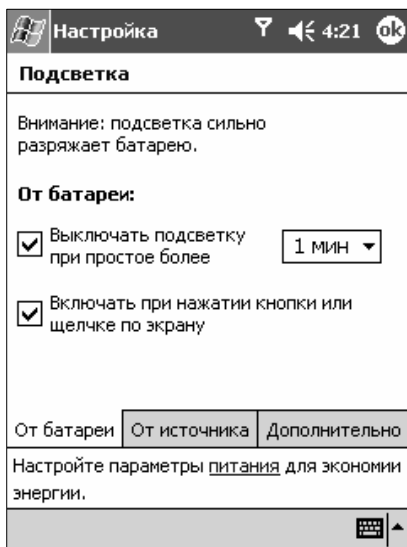 Настройка 4:21 ok
Подсветка
Внимание: подсветка сильно
разряжает батарею.
От батареи:
Выключать подсветку
при простое более
1 мин
Включать при нажатии кнопки или
щелчке по экрану
От батареи От источника Дополнительно
Настройте параметры питания для экономии
энергии.